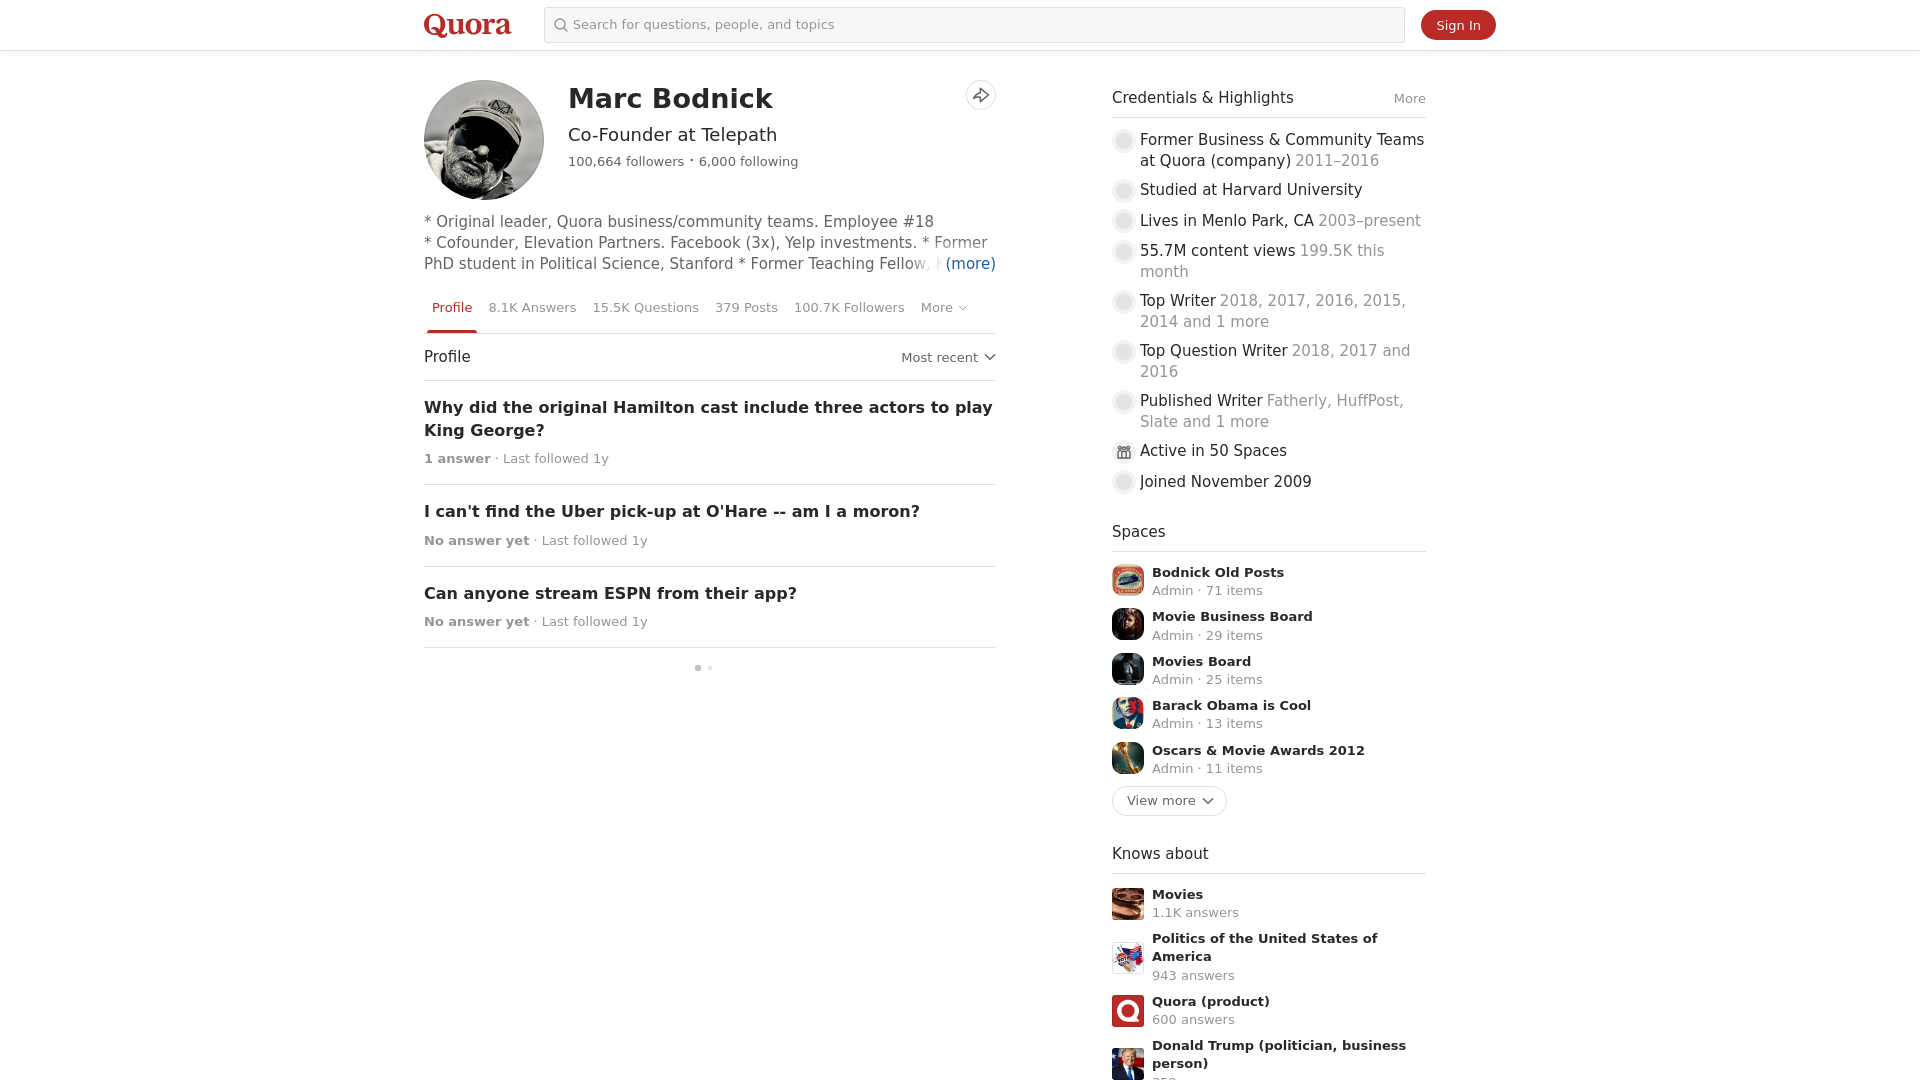 Quora
Search for questions, people, and topics
Sign In
Marc Bodnick
Co-Founder at Telepath
100,664 followers · 6,000 following
* Original leader, Quora business/community teams. Employee #18
* Cofounder, Elevation Partners. Facebook (3x), Yelp investments. * Former
PhD student in Political Science, Stanford * Former Teaching Fellow, (more)
Profile
8.1K Answers
15.5K Questions
379 Posts
100.7K Followers
More
Profile
Most recent
Why did the original Hamilton cast include three actors to play
King George?
1 answer · Last followed 1y
I can't find the Uber pick-up at O'Hare -- am I a moron?
No answer yet · Last followed 1y
Can anyone stream ESPN from their app?
No answer yet · Last followed 1y
Credentials & Highlights
More
Former Business & Community Teams
at Quora (company) 2011–2016
Studied at Harvard University
Lives in Menlo Park, CA 2003–present
55.7M content views 199.5K this
month
Top Writer 2018, 2017, 2016, 2015,
2014 and 1 more
Top Question Writer 2018, 2017 and
2016
Published Writer Fatherly, HuffPost,
Slate and 1 more
Active in 50 Spaces
Joined November 2009
Spaces
Bodnick Old Posts
Admin · 71 items
Movie Business Board
Admin · 29 items
Movies Board
Admin · 25 items
Barack Obama is Cool
Admin · 13 items
Oscars & Movie Awards 2012
Admin · 11 items
View more
Knows about
Movies
1.1K answers
Politics of the United States of
America
943 answers
Quora (product)
600 answers
Donald Trump (politician, business
person)